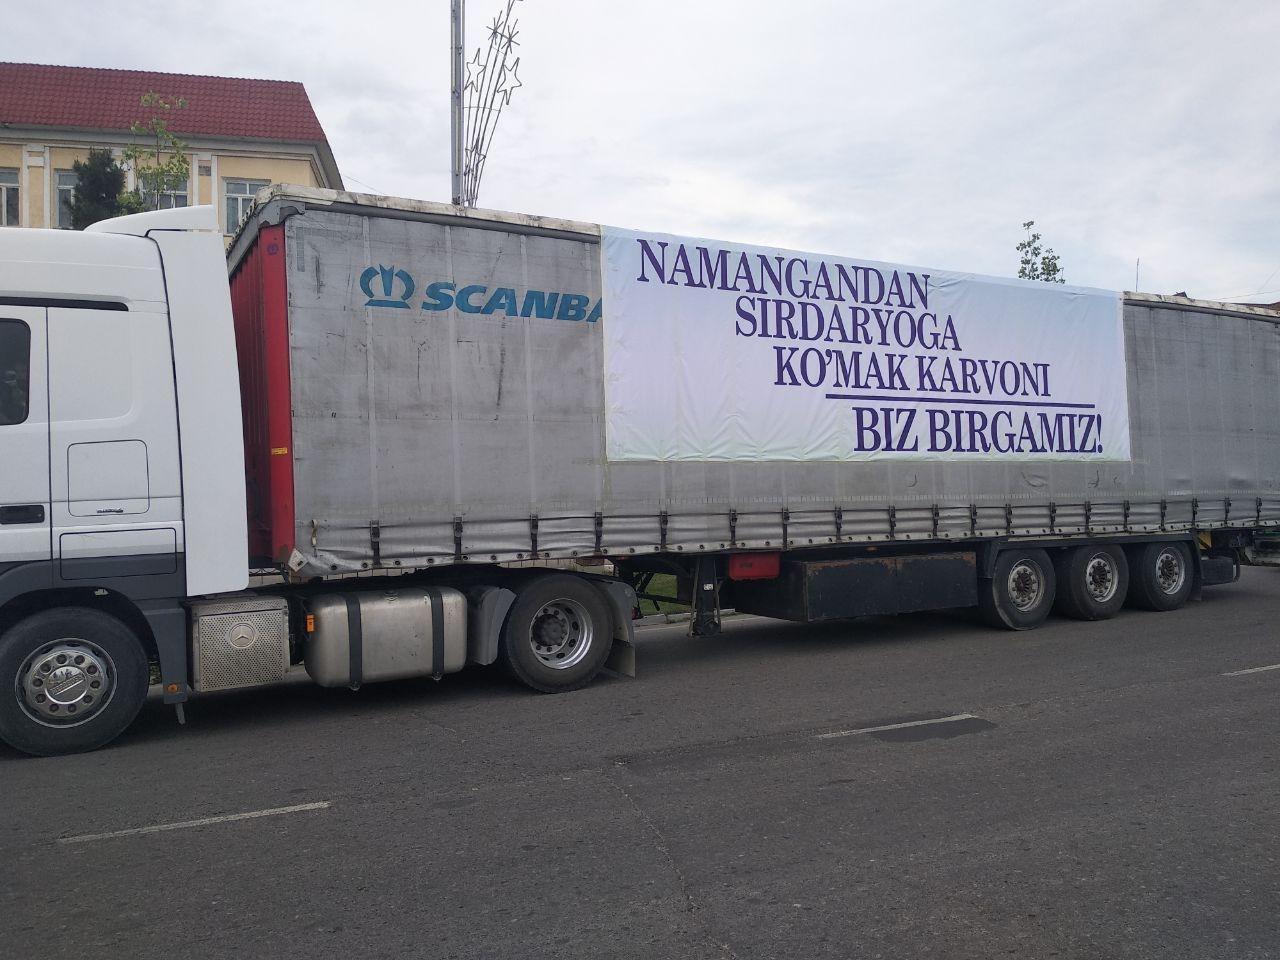 SCANBA
NAMANGANDAN
SIRDARYOGA
KO'MAK KARVONI
BIZ BIRGAMIZ!